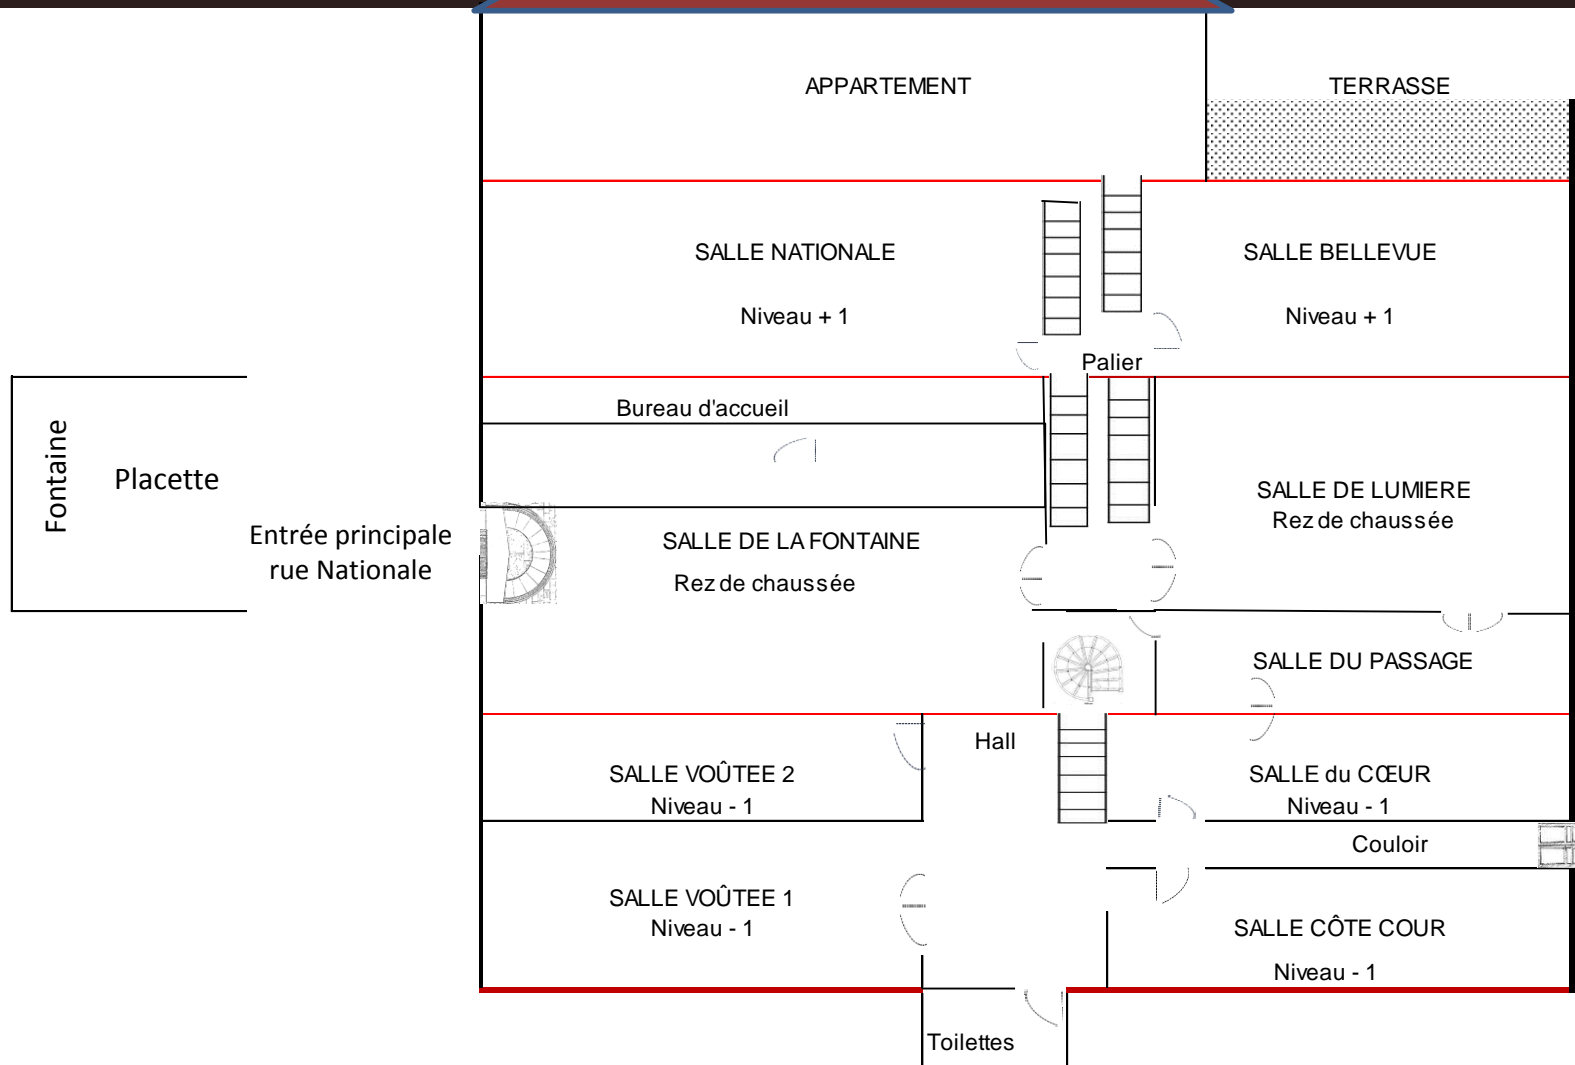 APPARTEMENT
TERRASSE
SALLE NATIONALE
SALLE BELLEVUE
Niveau + 1
Niveau + 1
Palier
Bureau d'accueil
Fontaine
Placette
Entrée principale
rue Nationale
SALLE DE LA FONTAINE
Rez de chaussée
SALLE DE LUMIERE
Rez de chaussée
SALLE DU PASSAGE
Hall
SALLE VOÛTEE 2
Niveau - 1
SALLE du CŒUR
Niveau - 1
Couloir
SALLE VOÛTEE 1
Niveau - 1
SALLE CÔTE COUR
Niveau - 1
Toilettes